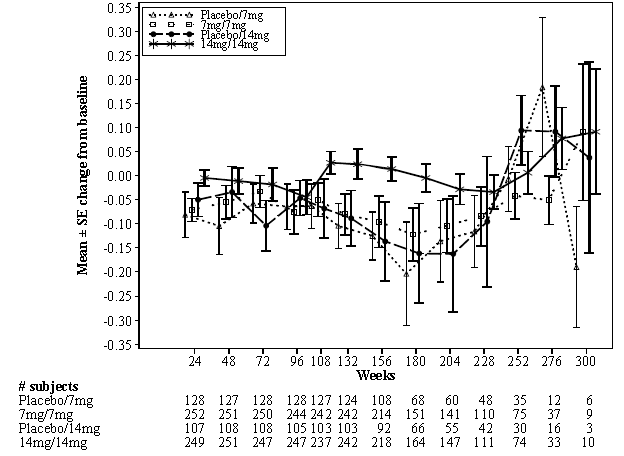 0.35
0.30
0.25
0.20
0.15
0.10
0.05
0.00
-0.05
-0.10
-0.15
-0.20
-0.25
-0.30
-0.35
Mean ± SE change from baseline
Placebo/7mg
7mg/7mg
Placebo/14mg
14mg/14mg
24 48 72 96 108 132 156 180 204 228 252 276 300
Weeks
# subjects
Placebo/7mg 128 127 128 128 127 124 108 68 60 48 35 12 6
7mg/7mg 252 251 250 244 242 242 214 151 141 110 75 37 9
Placebo/14mg 107 108 108 105 103 103 92 66 55 42 30 16 3
14mg/14mg 249 251 247 247 237 242 218 164 147 111 74 33 10